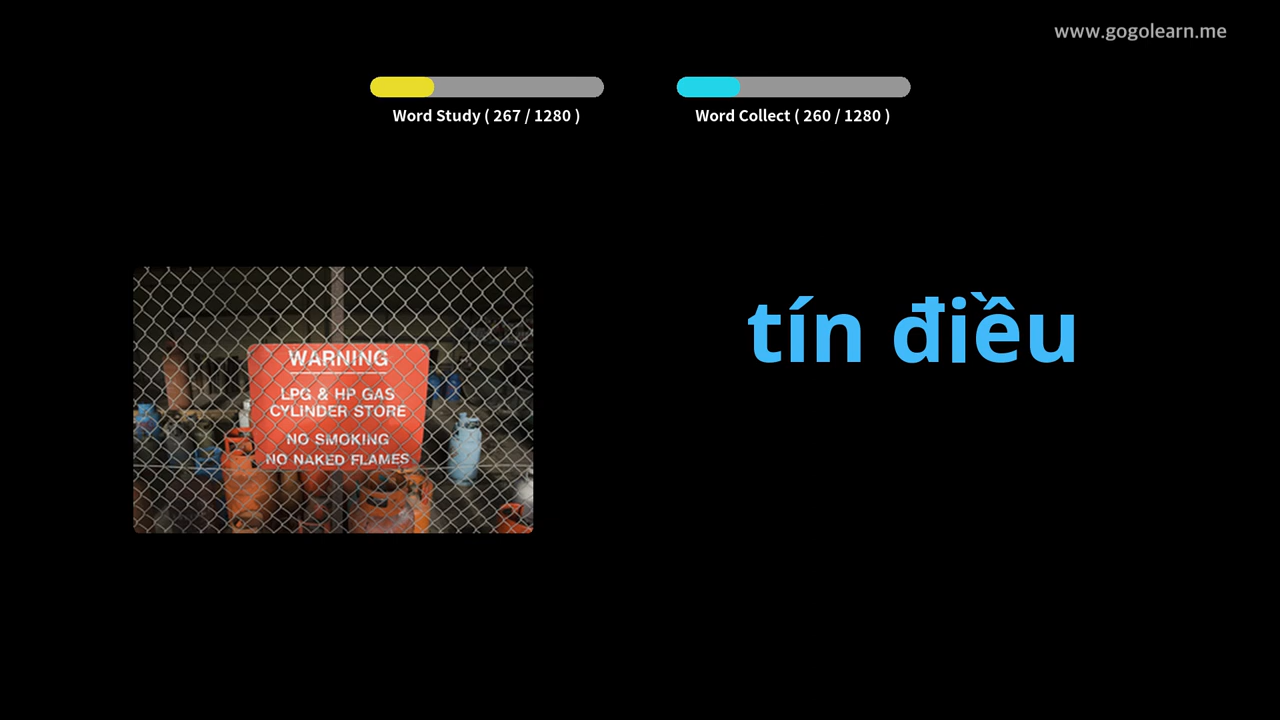 www.gogolearn.me
Word Study ( 267 / 1280 )
Word Collect ( 260 / 1280 )
WARNING
LPG & HP GAS
CYLINDER STORE
NO SMOKING
NO NAKED FLAMES
tín điều